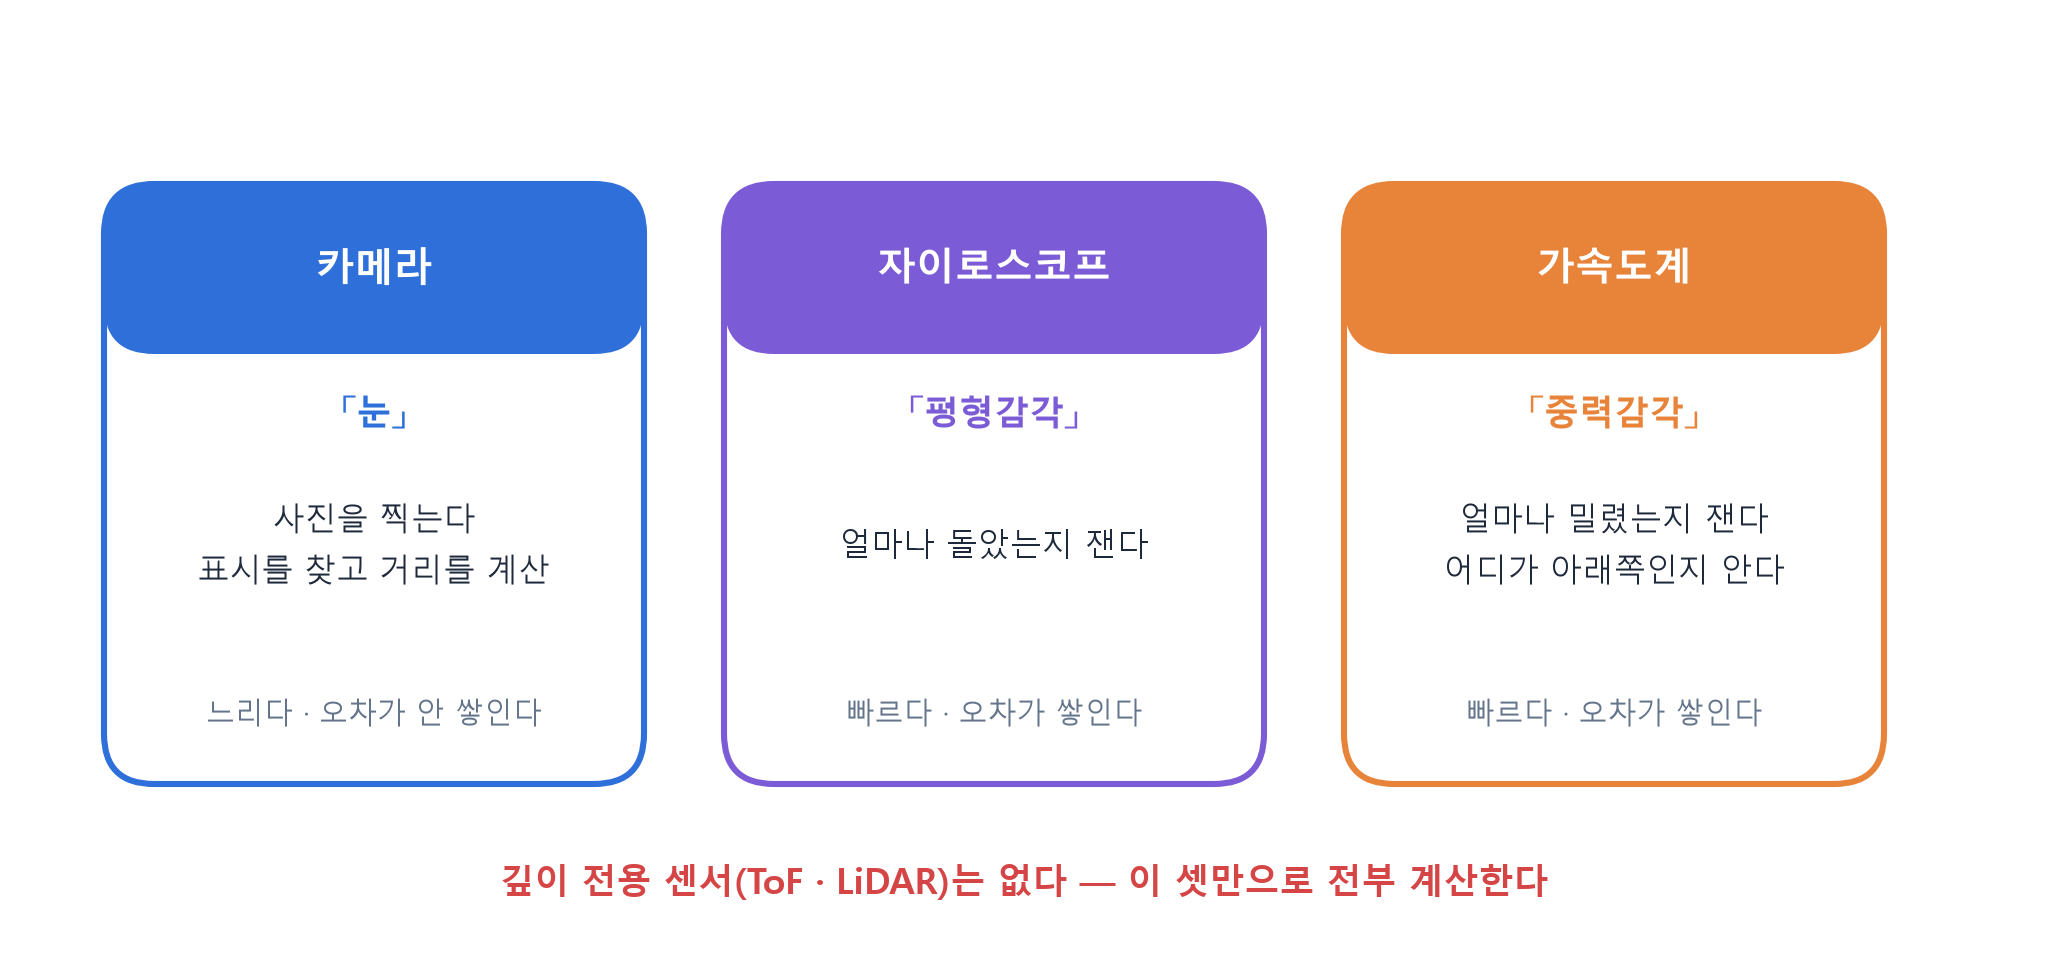 카메라
「눈」
사진을 찍는다
표시를 찾고 거리를 계산
느리다 · 오차가 안 쌓인다
자이로스코프
「평형감각」
얼마나 돌았는지 잰다
빠르다 · 오차가 쌓인다
가속도계
「중력감각」
얼마나 밀렸는지 잰다
어디가 아래쪽인지 안다
빠르다 · 오차가 쌓인다
깊이 전용 센서(ToF · LiDAR)는 없다 — 이 셋만으로 전부 계산한다